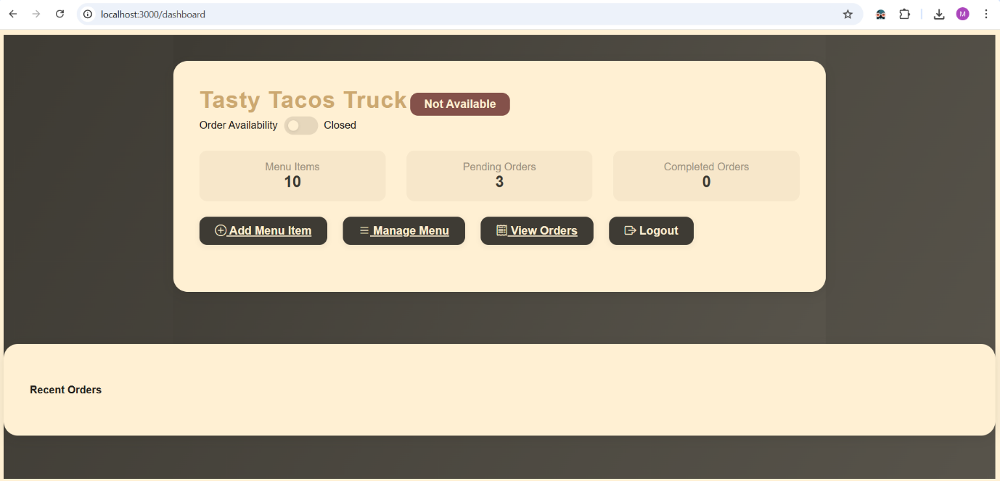 localhost:3000/dashboard
M
Tasty Tacos Truck Not Available
Order Availability Closed
Menu Items Pending Orders Completed Orders
10 3 0
Add Menu Item Manage Menu View Orders Logout
Recent Orders